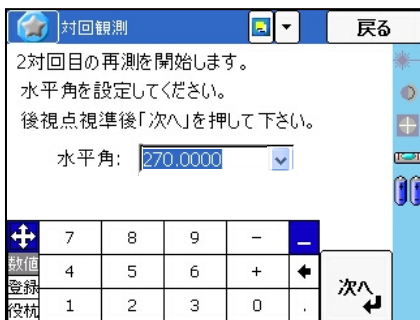 対回観測
戻る
2対回目の再測を開始します。
水平角を設定してください。
後視点視準後「次へ」を押して下さい。
水平角: 270.0000
7 8 9 -
数値 4 5 6 +
登録
役杭 1 2 3 0 .
次へ